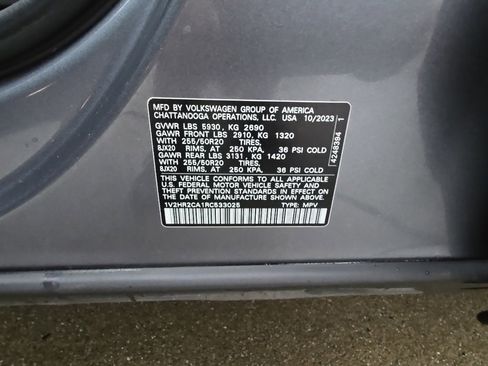 MFD BY VOLKSWAGEN GROUP OF AMERICA
CHATTANOOGA OPERATIONS, LLC. USA 10/2023
GVWR LBS 5930, KG 2690
GAWR FRONT LBS 2910, KG 1320
WITH 255/50R20 TIRES,
8JX20 RIMS, AT 250 KPA, 36 PSI COLD
GAWR REAR LBS 3131, KG 1420
WITH 255/50R20 TIRES,
8JX20 RIMS, AT 250 KPA, 36 PSI COLD
THIS VEHICLE CONFORMS TO ALL APPLICABLE
U.S. FEDERAL MOTOR VEHICLE SAFETY AND
THEFT PREVENTION STANDARDS IN EFFECT ON
THE DATE OF MANUFACTURE SHOWN ABOVE.
1V2HR2CA1RC533025 TYPE: MPV
4246394 1